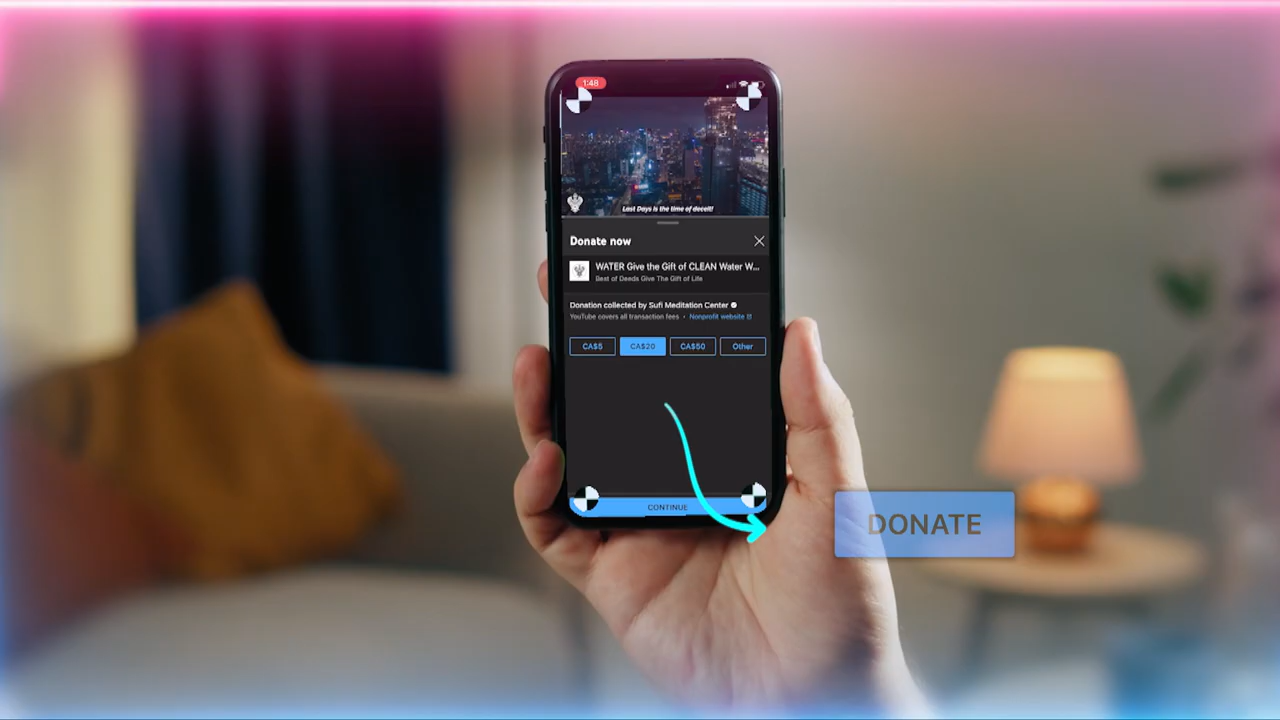 1:48
Last Days is the time of deceit!
Donate now
WATER Give the Gift of CLEAN Water W...
Best of Deeds Give The Gift of Life
Donation collected by Sufi Meditation Center
YouTube covers all transaction fees • Nonprofit website
CA$5 CA$20 CA$50 Other
CONTINUE
DONATE